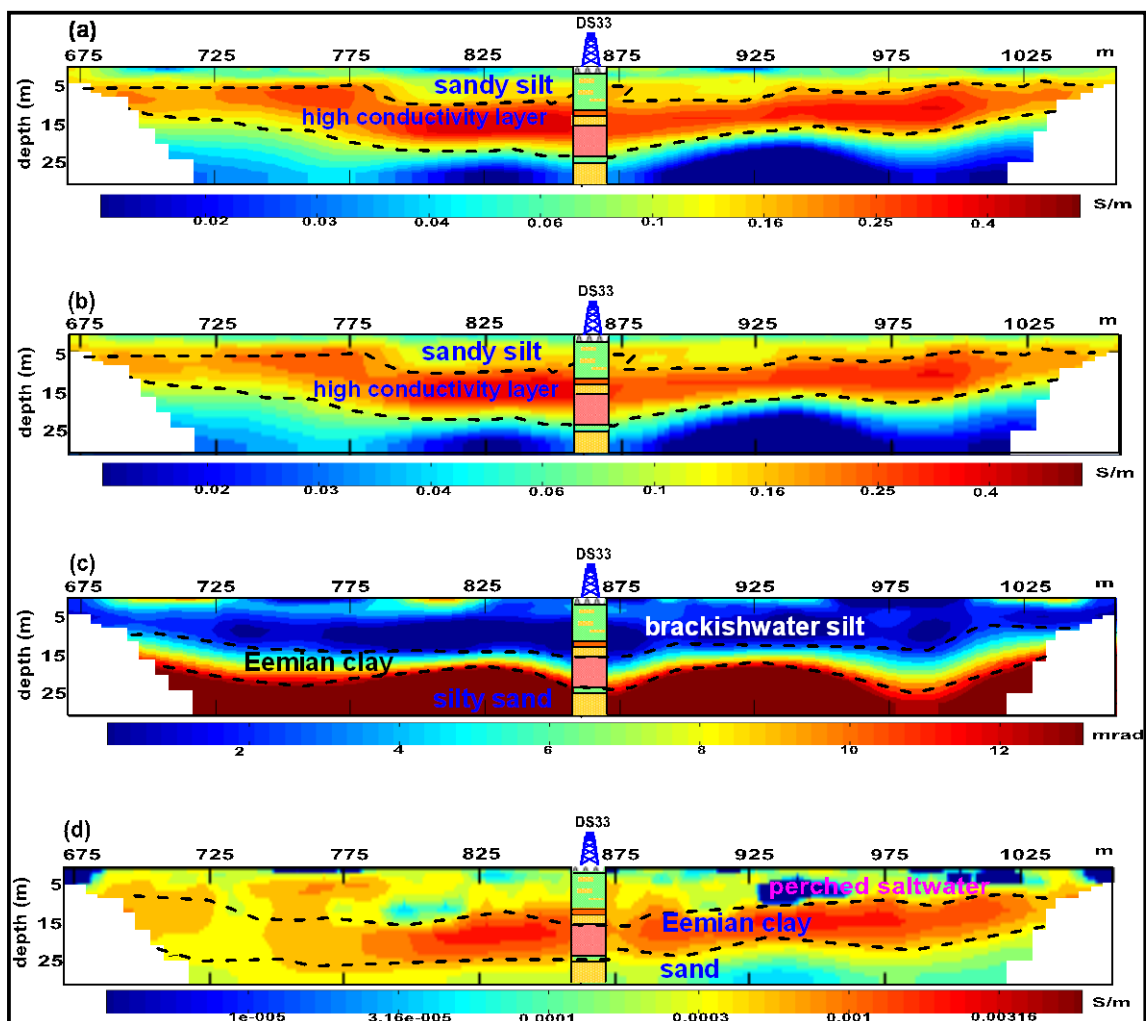 (a)
DS33
675 725 775 825 875 925 975 1025 m
depth (m)
5
15
25
sandy silt
high conductivity layer
0.02 0.03 0.04 0.06 0.1 0.16 0.25 0.4 S/m
(b)
DS33
675 725 775 825 875 925 975 1025 m
depth (m)
5
15
25
sandy silt
high conductivity layer
0.02 0.03 0.04 0.06 0.1 0.16 0.25 0.4 S/m
(c)
DS33
675 725 775 825 875 925 975 1025 m
depth (m)
5
15
25
brackishwater silt
Eemian clay
silty sand
2 4 6 8 10 12 mrad
(d)
DS33
675 725 775 825 875 925 975 1025 m
depth (m)
5
15
25
perched saltwater
Eemian clay
sand
1e-005 3.16e-005 0.0001 0.0003 0.001 0.00316 S/m